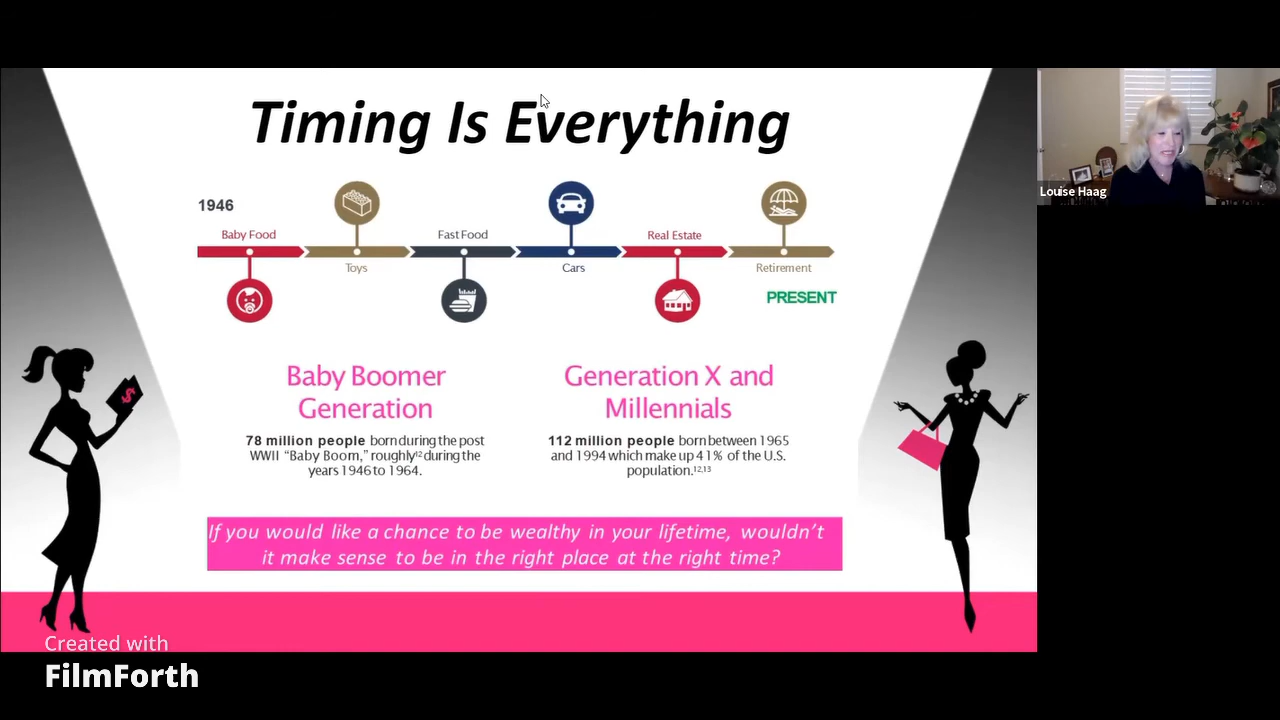 Timing Is Everything
1946
Baby Food
Fast Food
Real Estate
Toys
Cars
Retirement
PRESENT
Baby Boomer
Generation
78 million people born during the post
WWII “Baby Boom,” roughly¹² during the
years 1946 to 1964.
Generation X and
Millennials
112 million people born between 1965
and 1994 which make up 41% of the U.S.
population.¹²,¹³
If you would like a chance to be wealthy in your lifetime, wouldn’t
it make sense to be in the right place at the right time?
$
Louise Haag
Created with
FilmForth